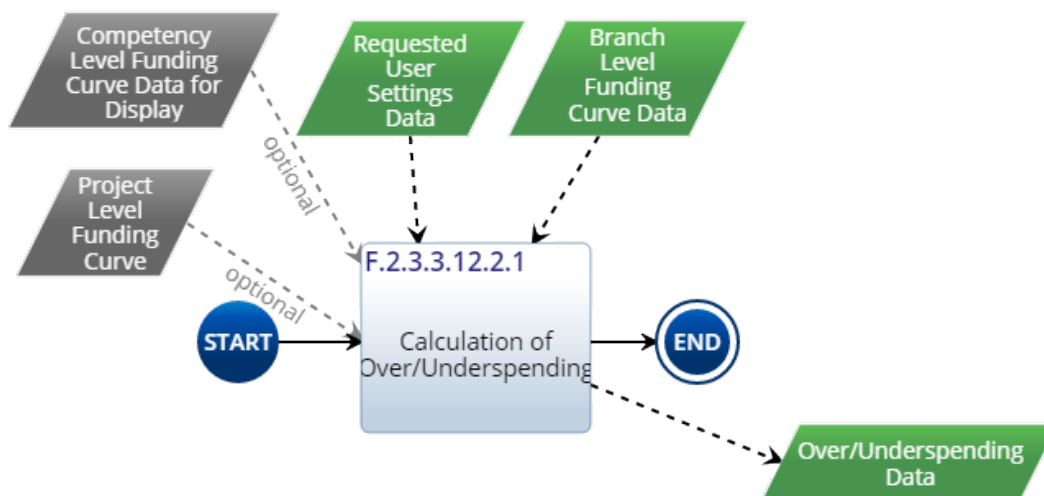 Competency
Level Funding
Curve Data for
Display
Requested
User
Settings
Data
Branch
Level
Funding
Curve Data
optional
Project
Level
Funding
Curve
optional
F.2.3.3.12.2.1
START
Calculation of
Over/Underspending
END
Over/Underspending
Data